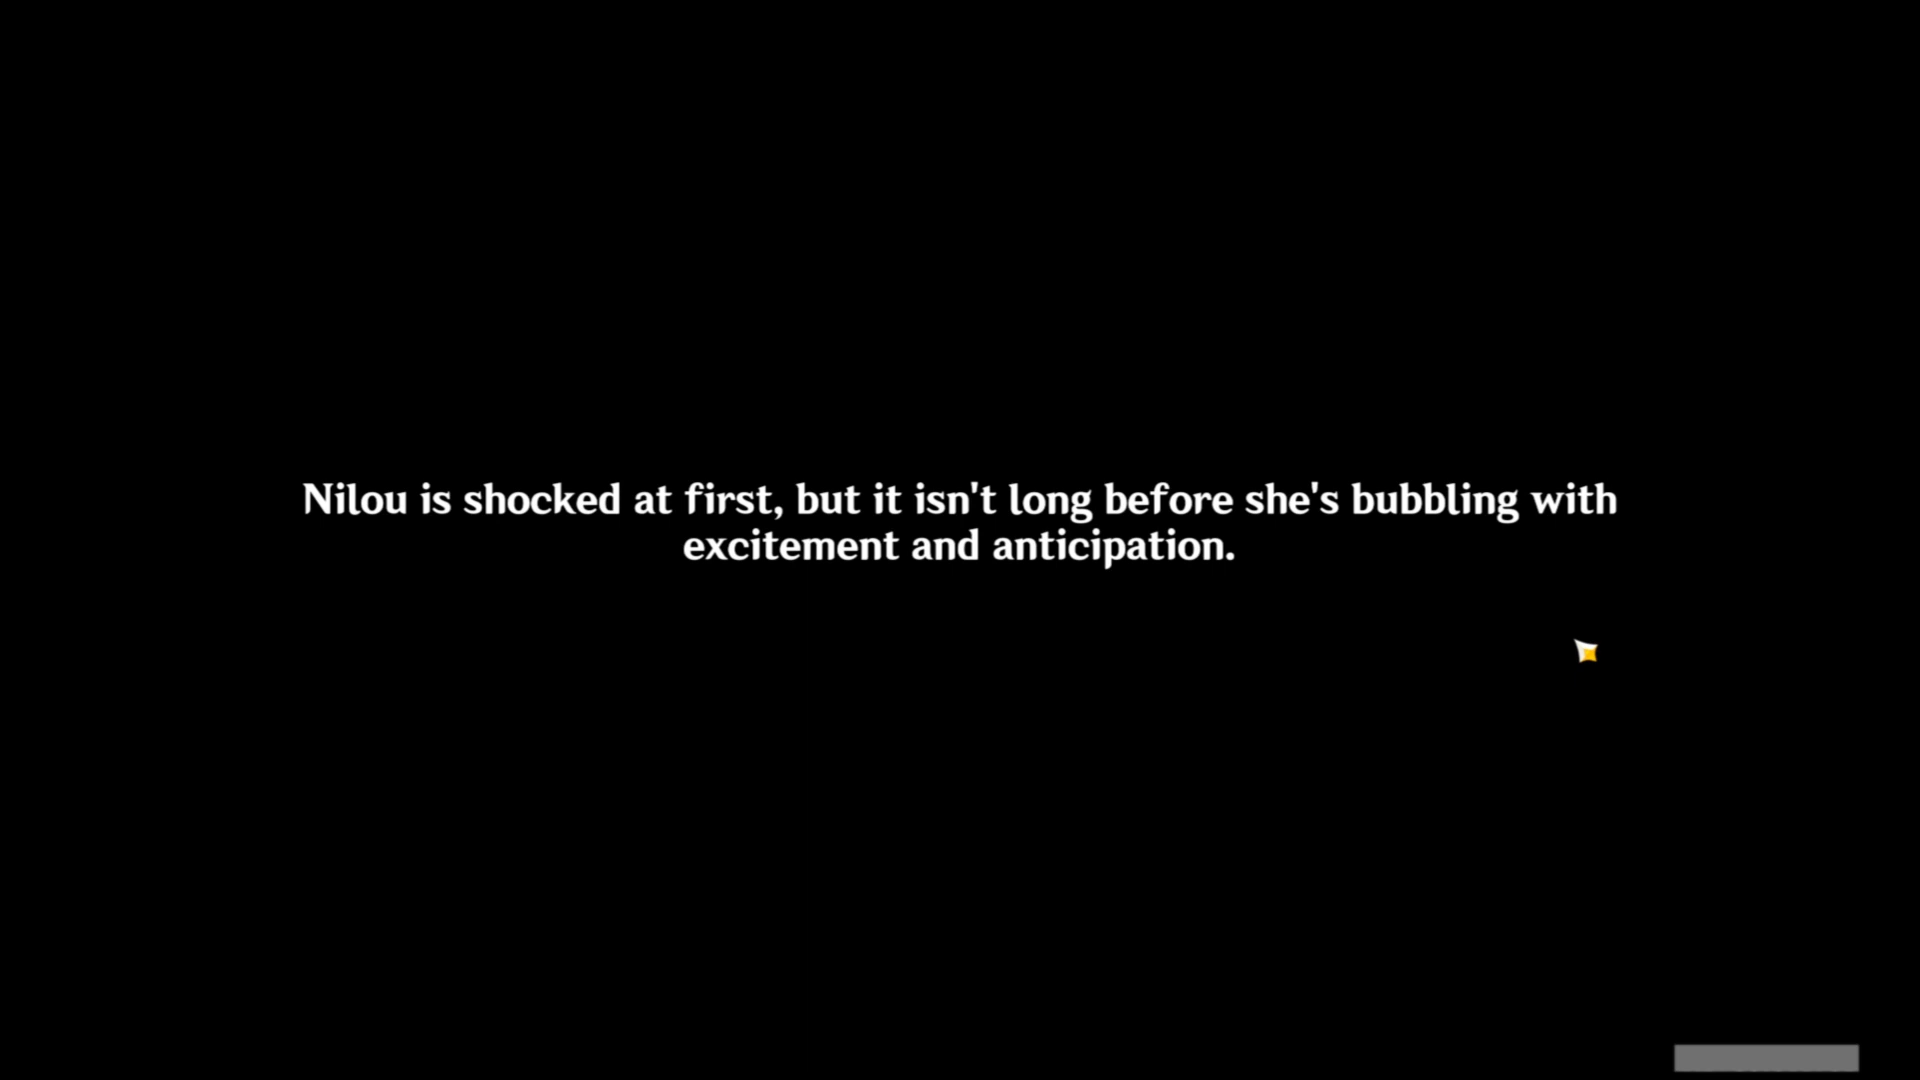 Nilou is shocked at first, but it isn't long before she's bubbling with
excitement and anticipation.